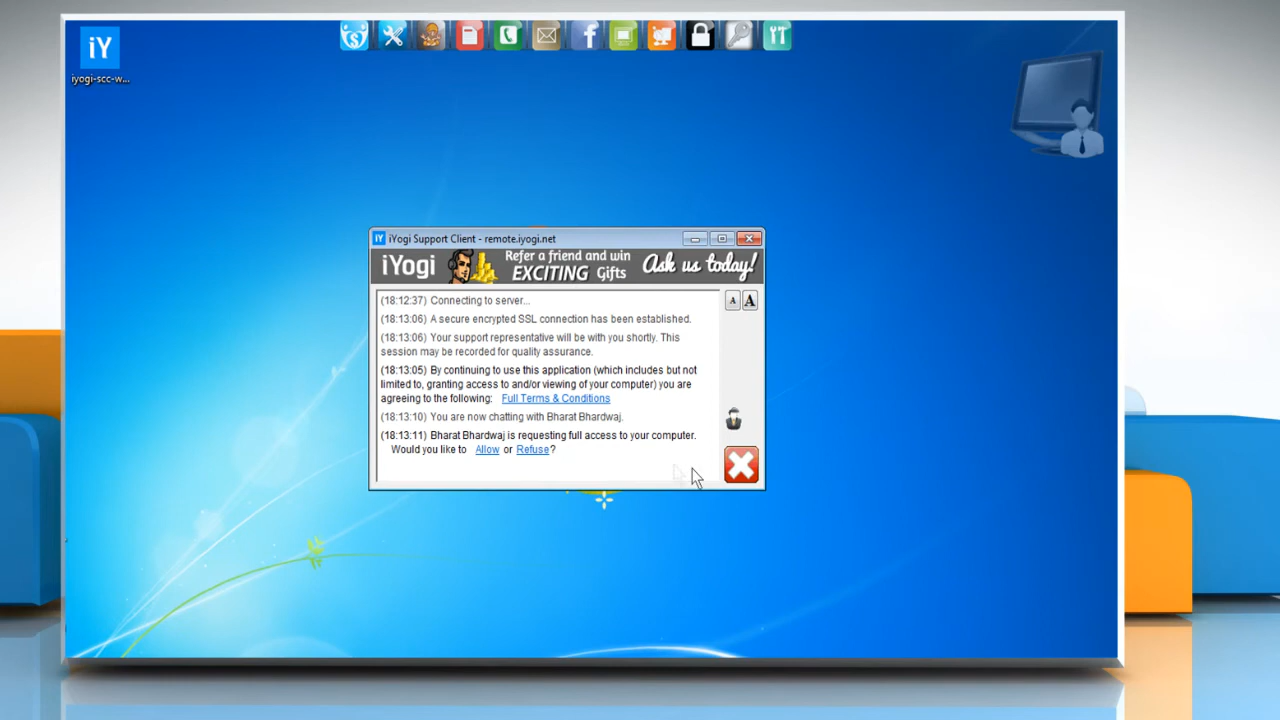 iY
iyogi-scc-w...
iY iYogi Support Client - remote.iyogi.net
iYogi
Refer a friend and win
EXCITING Gifts
Ask us today!
(18:12:37) Connecting to server...
A A
(18:13:06) A secure encrypted SSL connection has been established.
(18:13:06) Your support representative will be with you shortly. This
session may be recorded for quality assurance.
(18:13:05) By continuing to use this application (which includes but not
limited to, granting access to and/or viewing of your computer) you are
agreeing to the following: Full Terms & Conditions
(18:13:10) You are now chatting with Bharat Bhardwaj.
(18:13:11) Bharat Bhardwaj is requesting full access to your computer.
Would you like to Allow or Refuse?